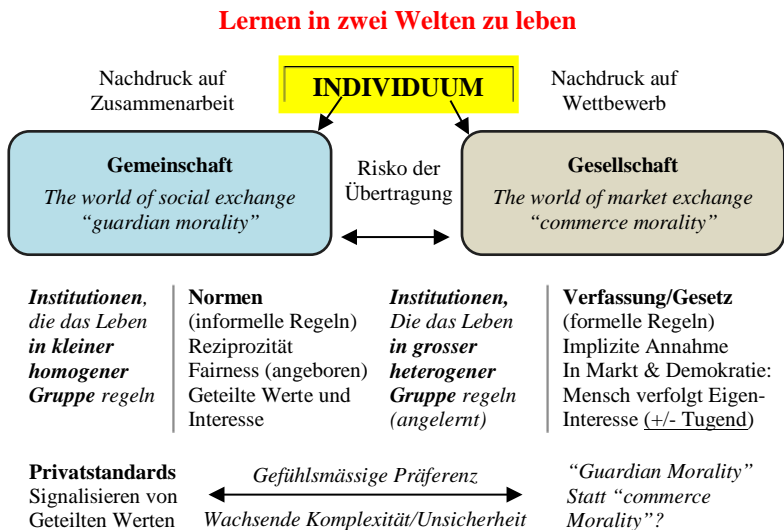 Lernen in zwei Welten zu leben
Nachdruck auf
Zusammenarbeit
INDIVIDUUM
Nachdruck auf
Wettbewerb
Gemeinschaft
The world of social exchange
“guardian morality”
Risko der
Übertragung
Gesellschaft
The world of market exchange
“commerce morality”
Institutionen,
die das Leben
in kleiner
homogener
Gruppe regeln
Normen
(informelle Regeln)
Reziprozität
Fairness (angeboren)
Geteilte Werte und
Interesse
Institutionen,
Die das Leben
in grosser
heterogener
Gruppe regeln
(angelernt)
Verfassung/Gesetz
(formelle Regeln)
Implizite Annahme
In Markt & Demokratie:
Mensch verfolgt Eigen-
Interesse (+/- Tugend)
Privatstandards
Signalisieren von
Geteilten Werten
Gefühlsmässige Präferenz
Wachsende Komplexität/Unsicherheit
“Guardian Morality”
Statt “commerce
Morality”?